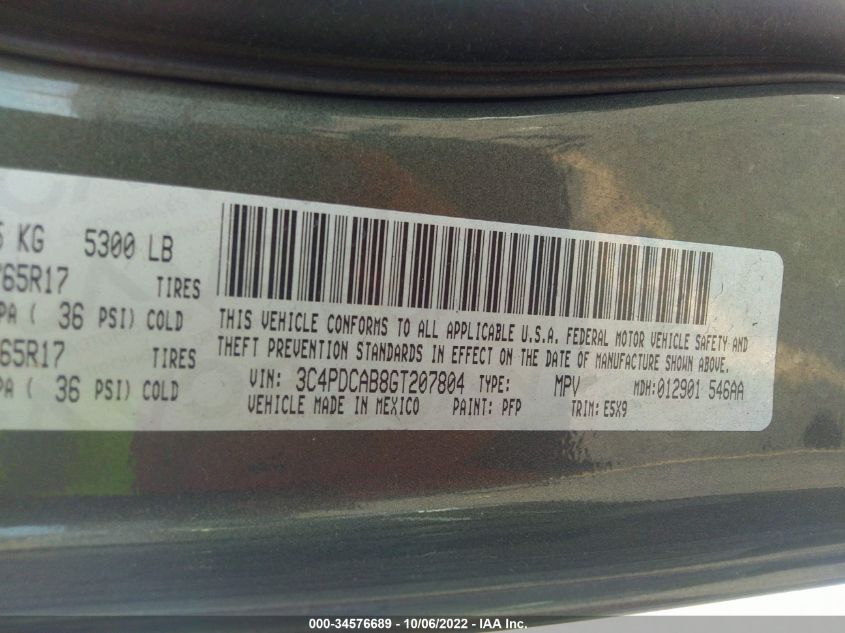 5 KG 5300 LB
65R17 TIRES
PA ( 36 PSI) COLD
65R17 TIRES
PA ( 36 PSI) COLD
THIS VEHICLE CONFORMS TO ALL APPLICABLE U.S.A. FEDERAL MOTOR VEHICLE SAFETY AND
THEFT PREVENTION STANDARDS IN EFFECT ON THE DATE OF MANUFACTURE SHOWN ABOVE.
VIN: 3C4PDCAB8GT207804 TYPE: MPV MDH:012901 546AA
VEHICLE MADE IN MEXICO PAINT: PFP TRIM: E5X9
000-34576689 - 10/06/2022 - IAA Inc.